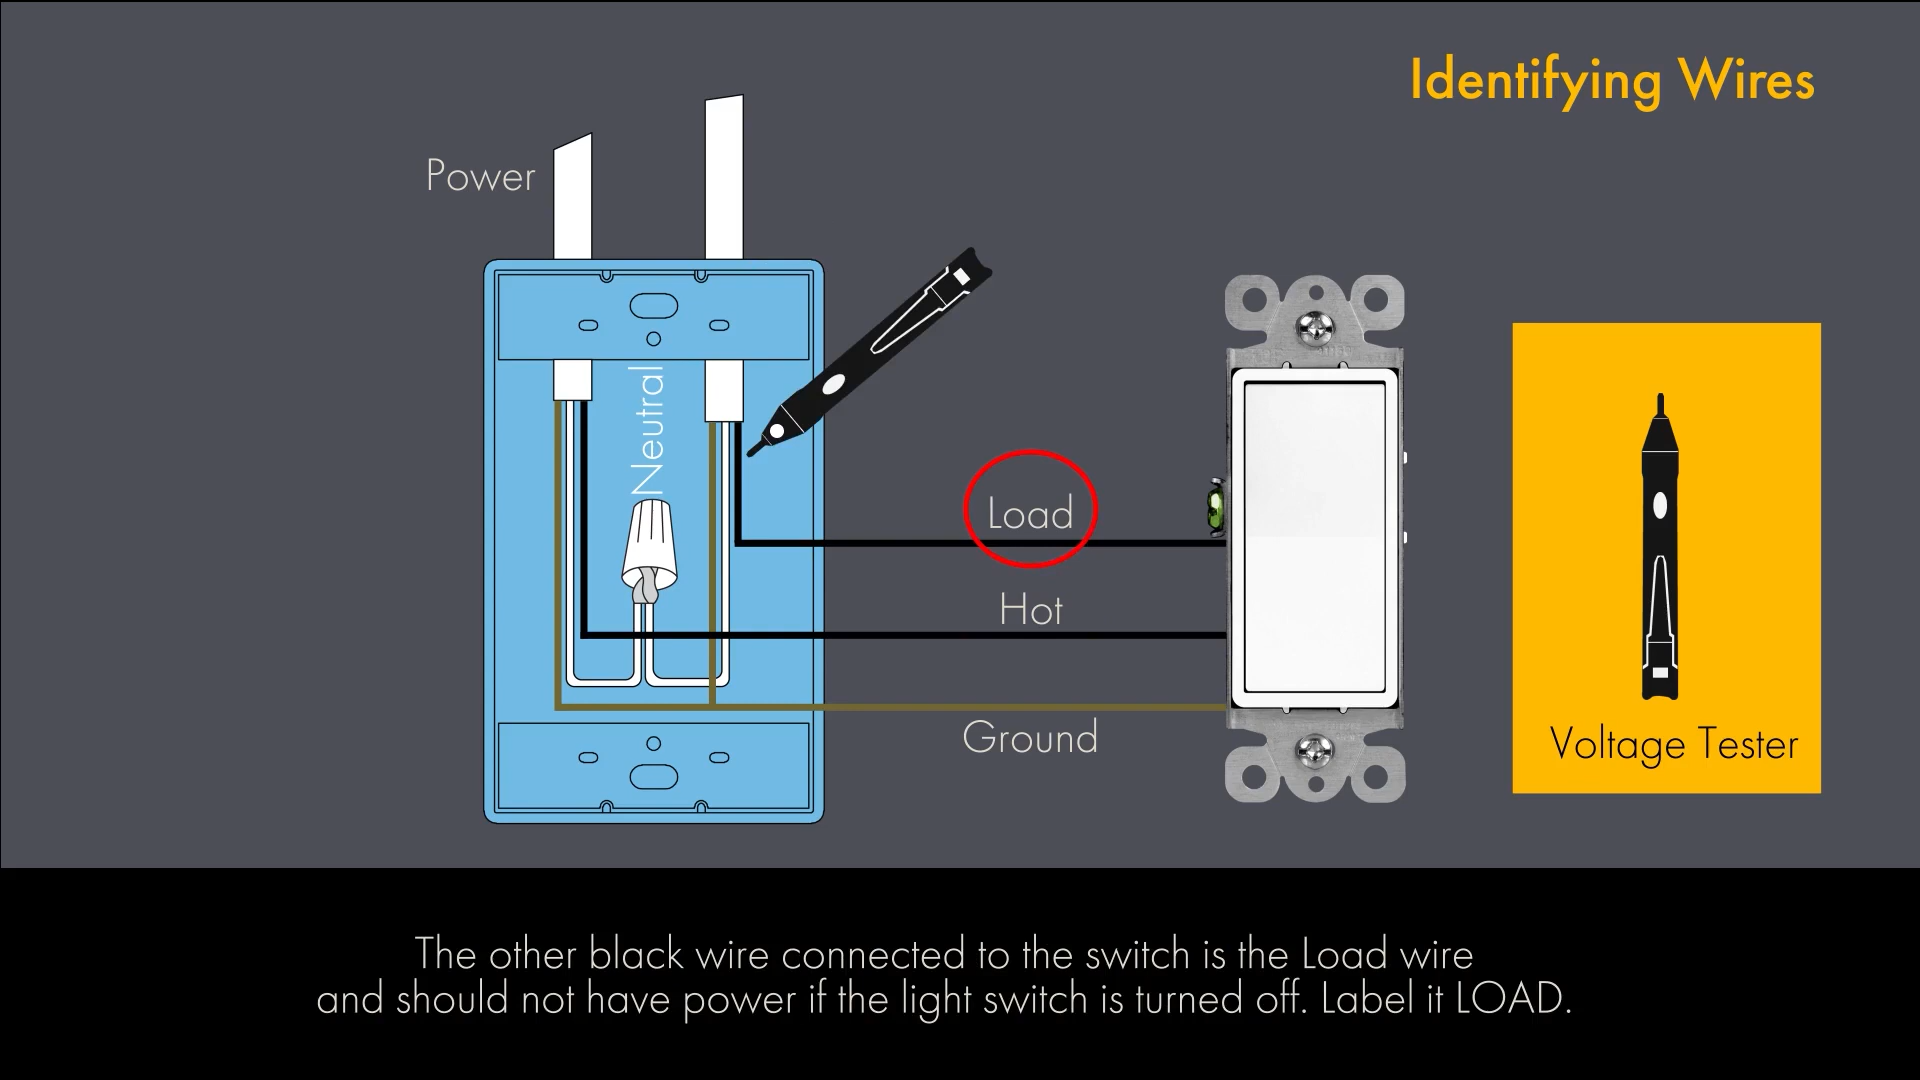 Identifying Wires
Power
Neutral
Load
Hot
Ground
Voltage Tester
The other black wire connected to the switch is the Load wire
and should not have power if the light switch is turned off. Label it LOAD.